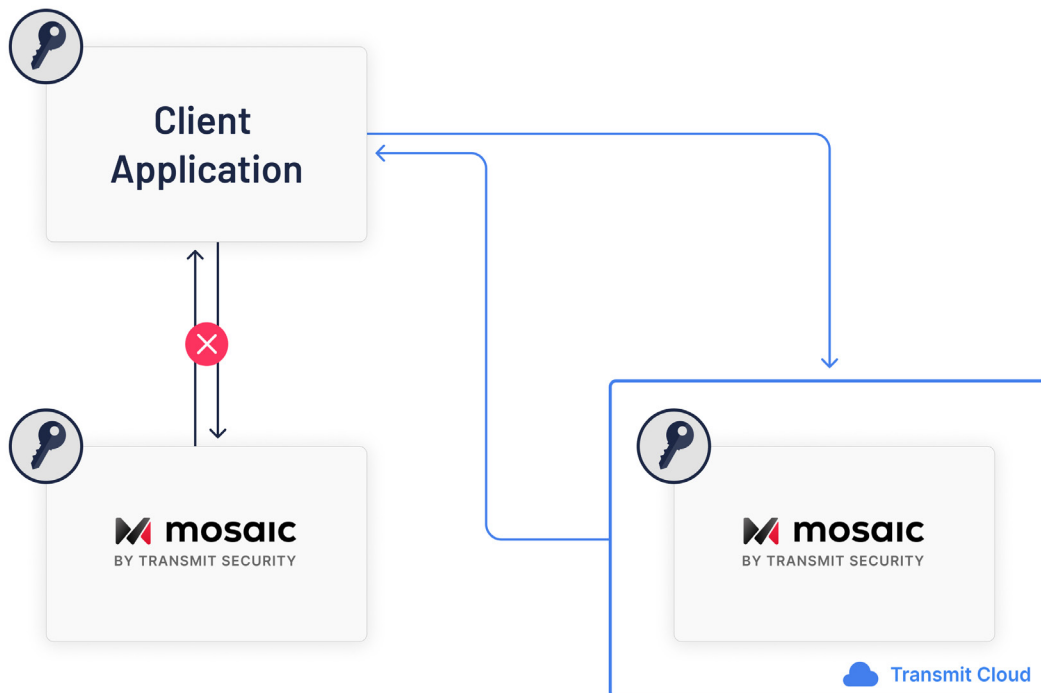 Client
Application
mosaic
BY TRANSMIT SECURITY
mosaic
BY TRANSMIT SECURITY
Transmit Cloud